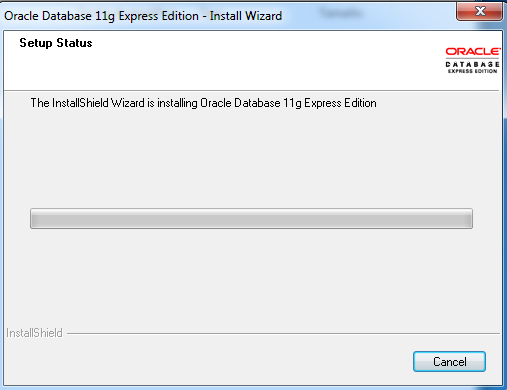 Oracle Database 11g Express Edition - Install Wizard
Setup Status
ORACLE
DATABASE
EXPRESS EDITION
The InstallShield Wizard is installing Oracle Database 11g Express Edition
InstallShield
Cancel